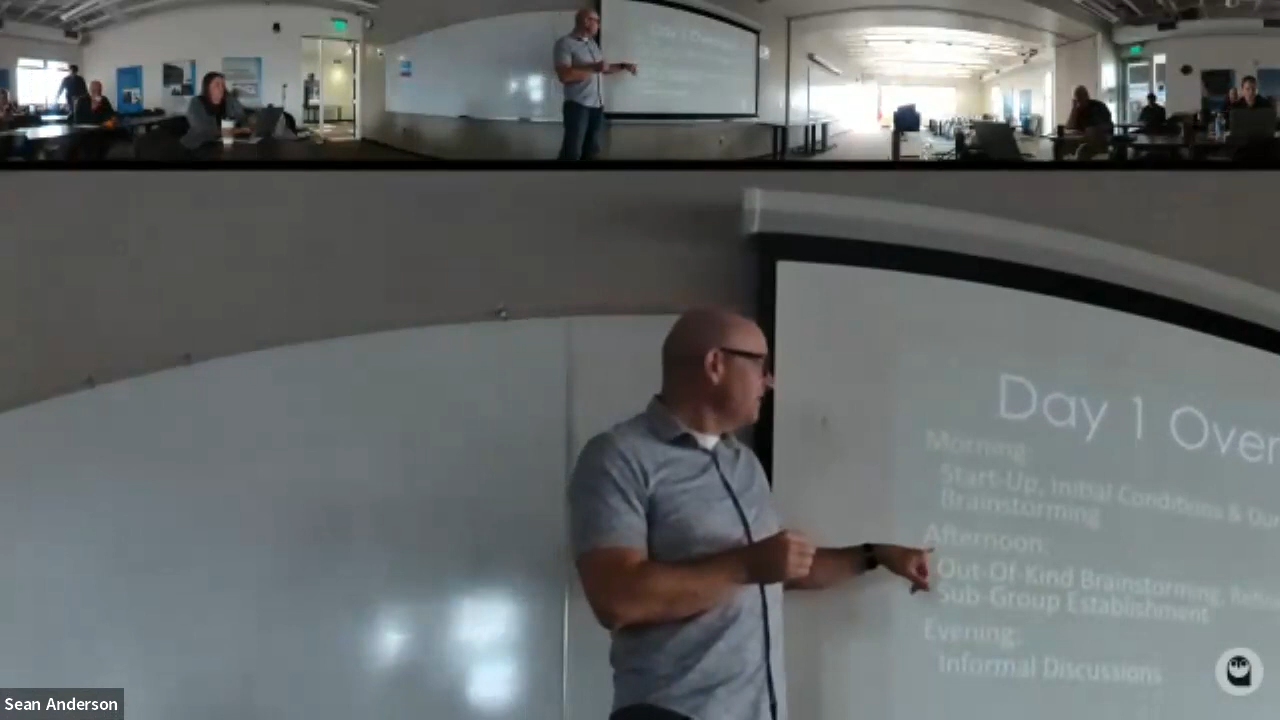 Day 1 Over
Morning:
Start-Up, Initial Conditions &
Brainstorming
Afternoon:
Out-Of-Kind Brainstorming,
Sub-Group Establishment
Evening:
Informal Discussions
Sean Anderson